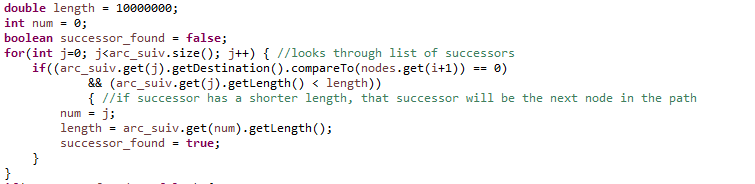 double length = 10000000;
int num = 0;
boolean successor_found = false;
for(int j=0; j<arc_suiv.size(); j++) { //looks through list of successors
    if((arc_suiv.get(j).getDestination().compareTo(nodes.get(i+1)) == 0)
            && (arc_suiv.get(j).getLength() < length))
            { //if successor has a shorter length, that successor will be the next node in the path
        num = j;
        length = arc_suiv.get(num).getLength();
        successor_found = true;
    }
}